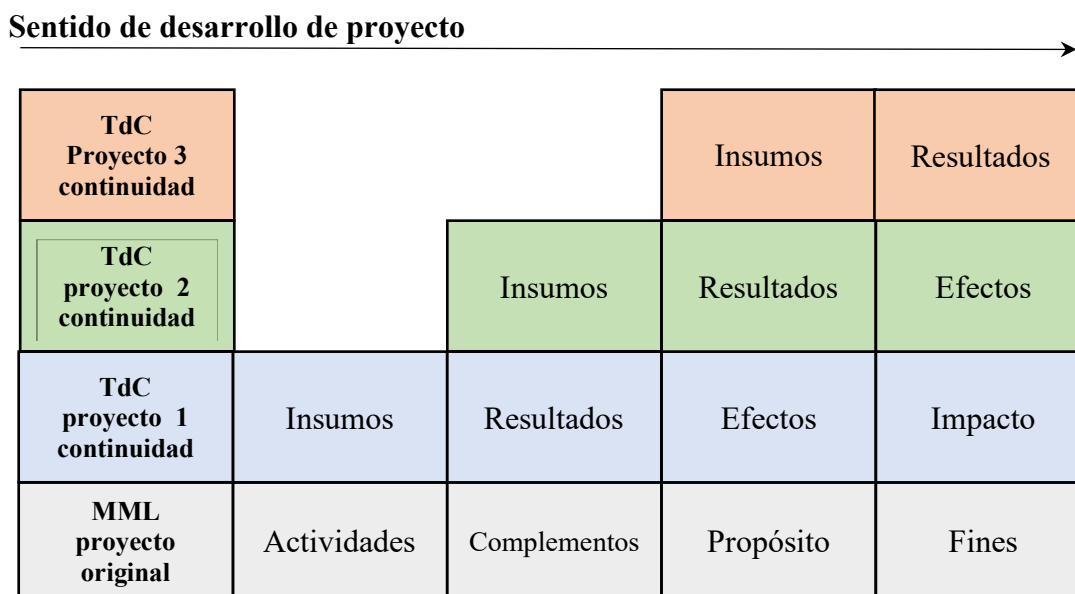 Sentido de desarrollo de proyecto
TdC
Proyecto 3
continuidad
Insumos
Resultados
TdC
proyecto 2
continuidad
Insumos
Resultados
Efectos
TdC
proyecto 1
continuidad
Insumos
Resultados
Efectos
Impacto
MML
proyecto
original
Actividades
Complementos
Propósito
Fines